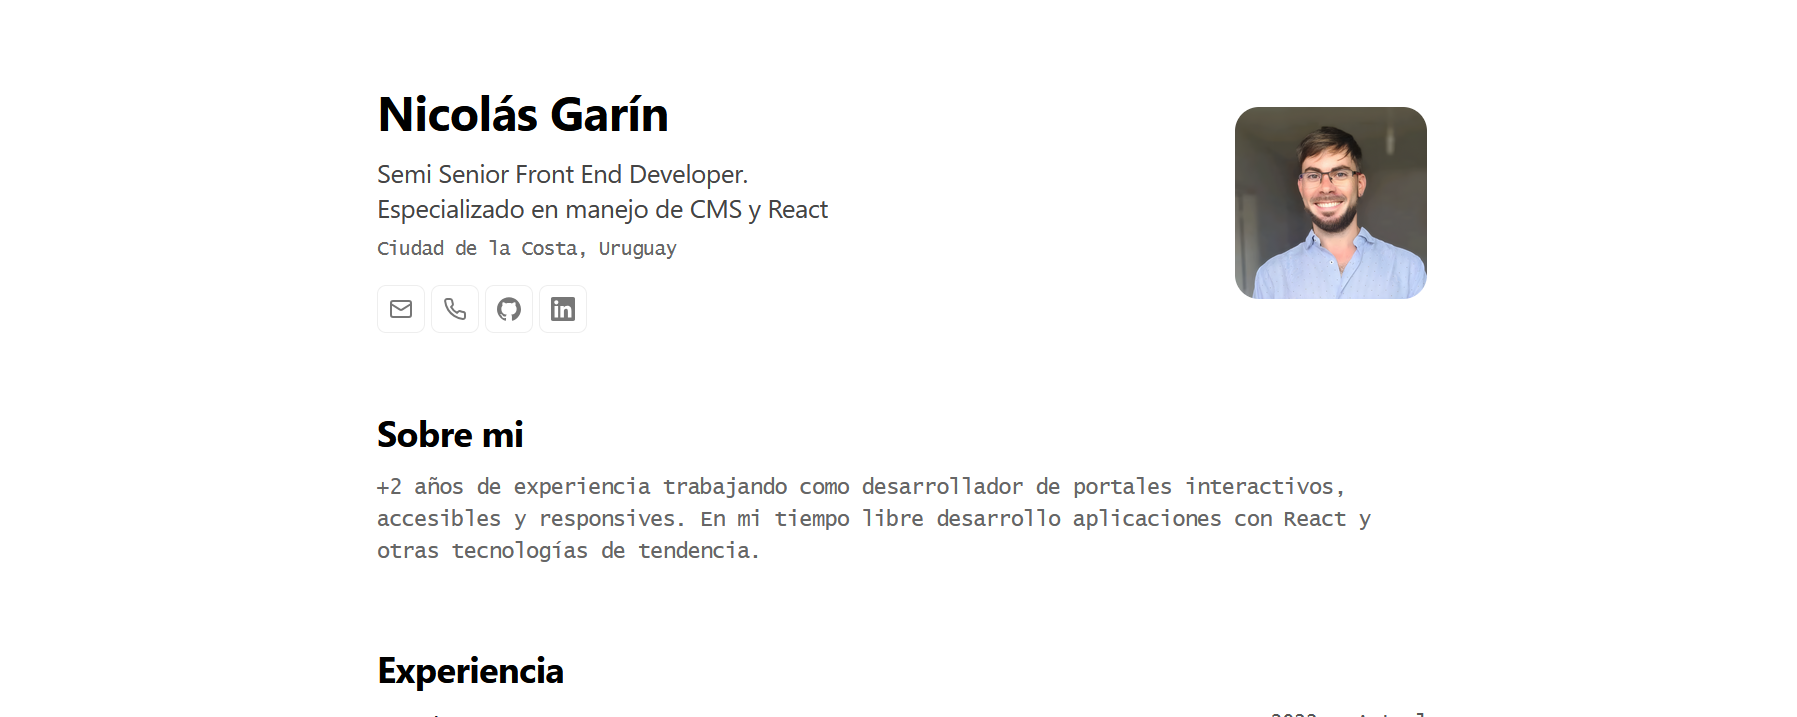 Nicolás Garín
Semi Senior Front End Developer.
Especializado en manejo de CMS y React
Ciudad de la Costa, Uruguay
in
Sobre mi
+2 años de experiencia trabajando como desarrollador de portales interactivos,
accesibles y responsives. En mi tiempo libre desarrollo aplicaciones con React y
otras tecnologías de tendencia.
Experiencia